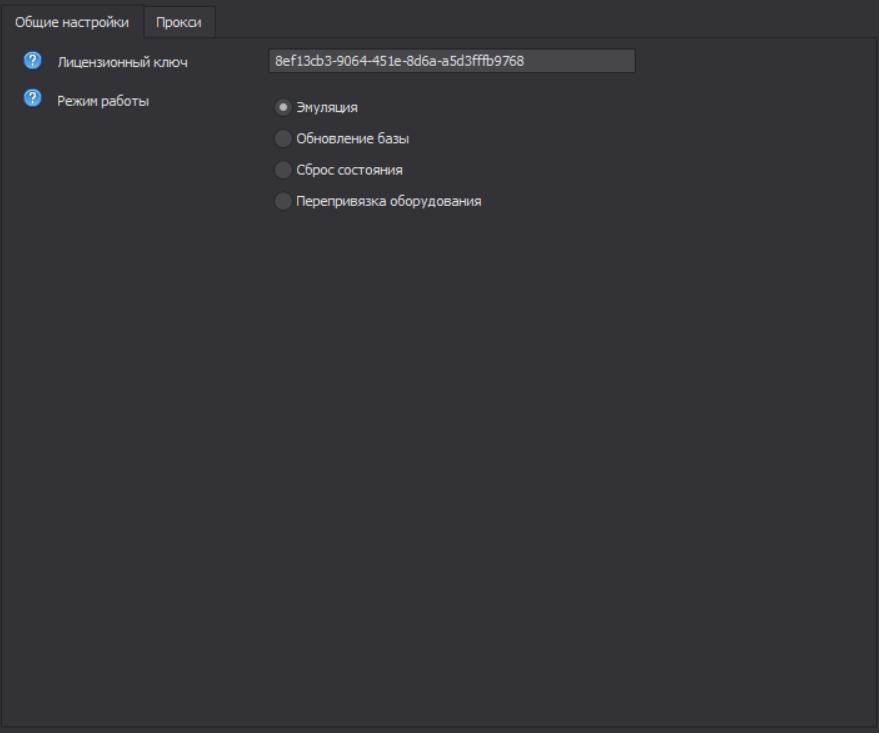 Общие настройки Прокси
Лицензионный ключ 8ef13cb3-9064-451e-8d6a-a5d3fffb9768
Режим работы
Эмуляция
Обновление базы
Сброс состояния
Перепривязка оборудования